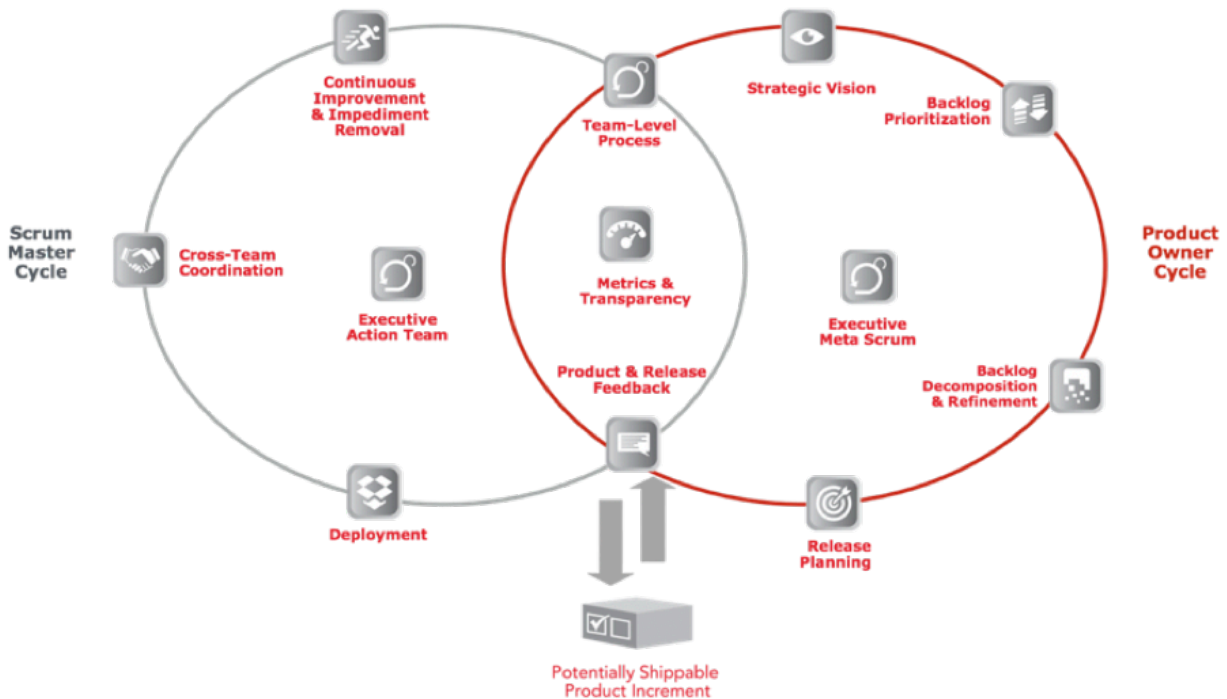 Continuous
Improvement
& Impediment
Removal
Team-Level
Process
Strategic Vision
Backlog
Prioritization
Scrum
Master
Cycle
Cross-Team
Coordination
Executive
Action Team
Metrics &
Transparency
Executive
Meta Scrum
Product
Owner
Cycle
Product & Release
Feedback
Backlog
Decomposition
& Refinement
Deployment
Release
Planning
Potentially Shippable
Product Increment